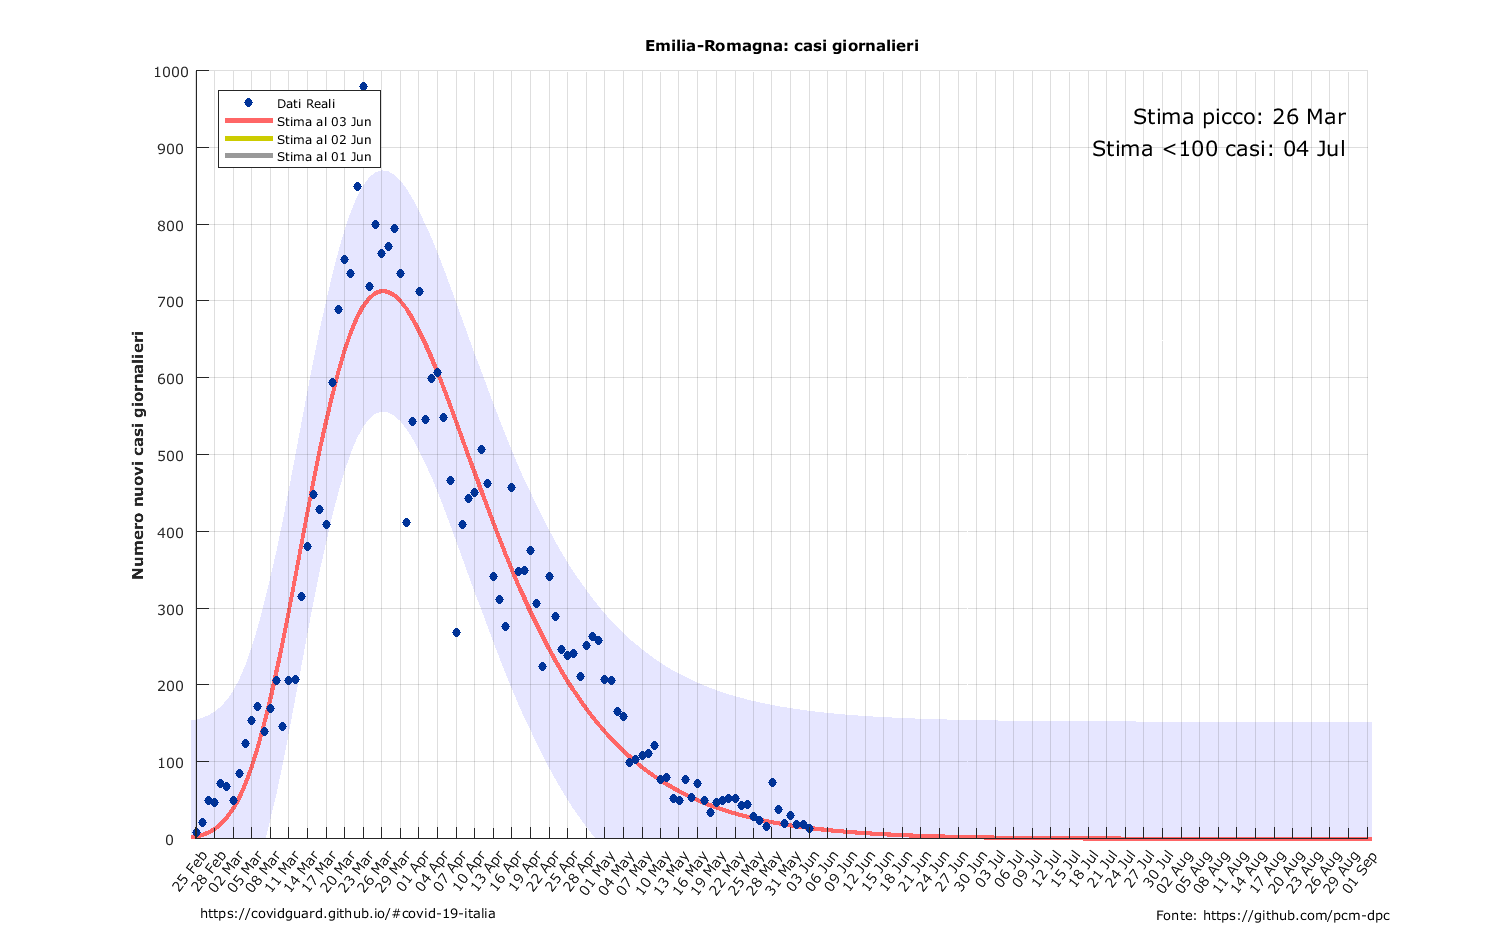 Emilia-Romagna: casi giornalieri
Stima picco: 26 Mar
Stima <100 casi: 04 Jul
Dati Reali
Stima al 03 Jun
Stima al 02 Jun
Stima al 01 Jun
Numero nuovi casi giornalieri
1000
900
800
700
600
500
400
300
200
100
0
25 Feb
28 Feb
02 Mar
05 Mar
08 Mar
11 Mar
14 Mar
17 Mar
20 Mar
23 Mar
26 Mar
29 Mar
01 Apr
04 Apr
07 Apr
10 Apr
13 Apr
16 Apr
19 Apr
22 Apr
25 Apr
28 Apr
01 May
04 May
07 May
10 May
13 May
16 May
19 May
22 May
25 May
28 May
31 May
03 Jun
06 Jun
09 Jun
12 Jun
15 Jun
18 Jun
21 Jun
24 Jun
27 Jun
30 Jun
03 Jul
06 Jul
09 Jul
12 Jul
15 Jul
18 Jul
21 Jul
24 Jul
27 Jul
30 Jul
02 Aug
05 Aug
08 Aug
11 Aug
14 Aug
17 Aug
20 Aug
23 Aug
26 Aug
29 Aug
01 Sep
https://covidguard.github.io/#covid-19-italia
Fonte: https://github.com/pcm-dpc